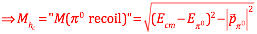 ⇒M_{h_c}="M(π⁰ recoil)"=√((E_{cm}−E_{π⁰})²−|p⃗_{π⁰}|²)